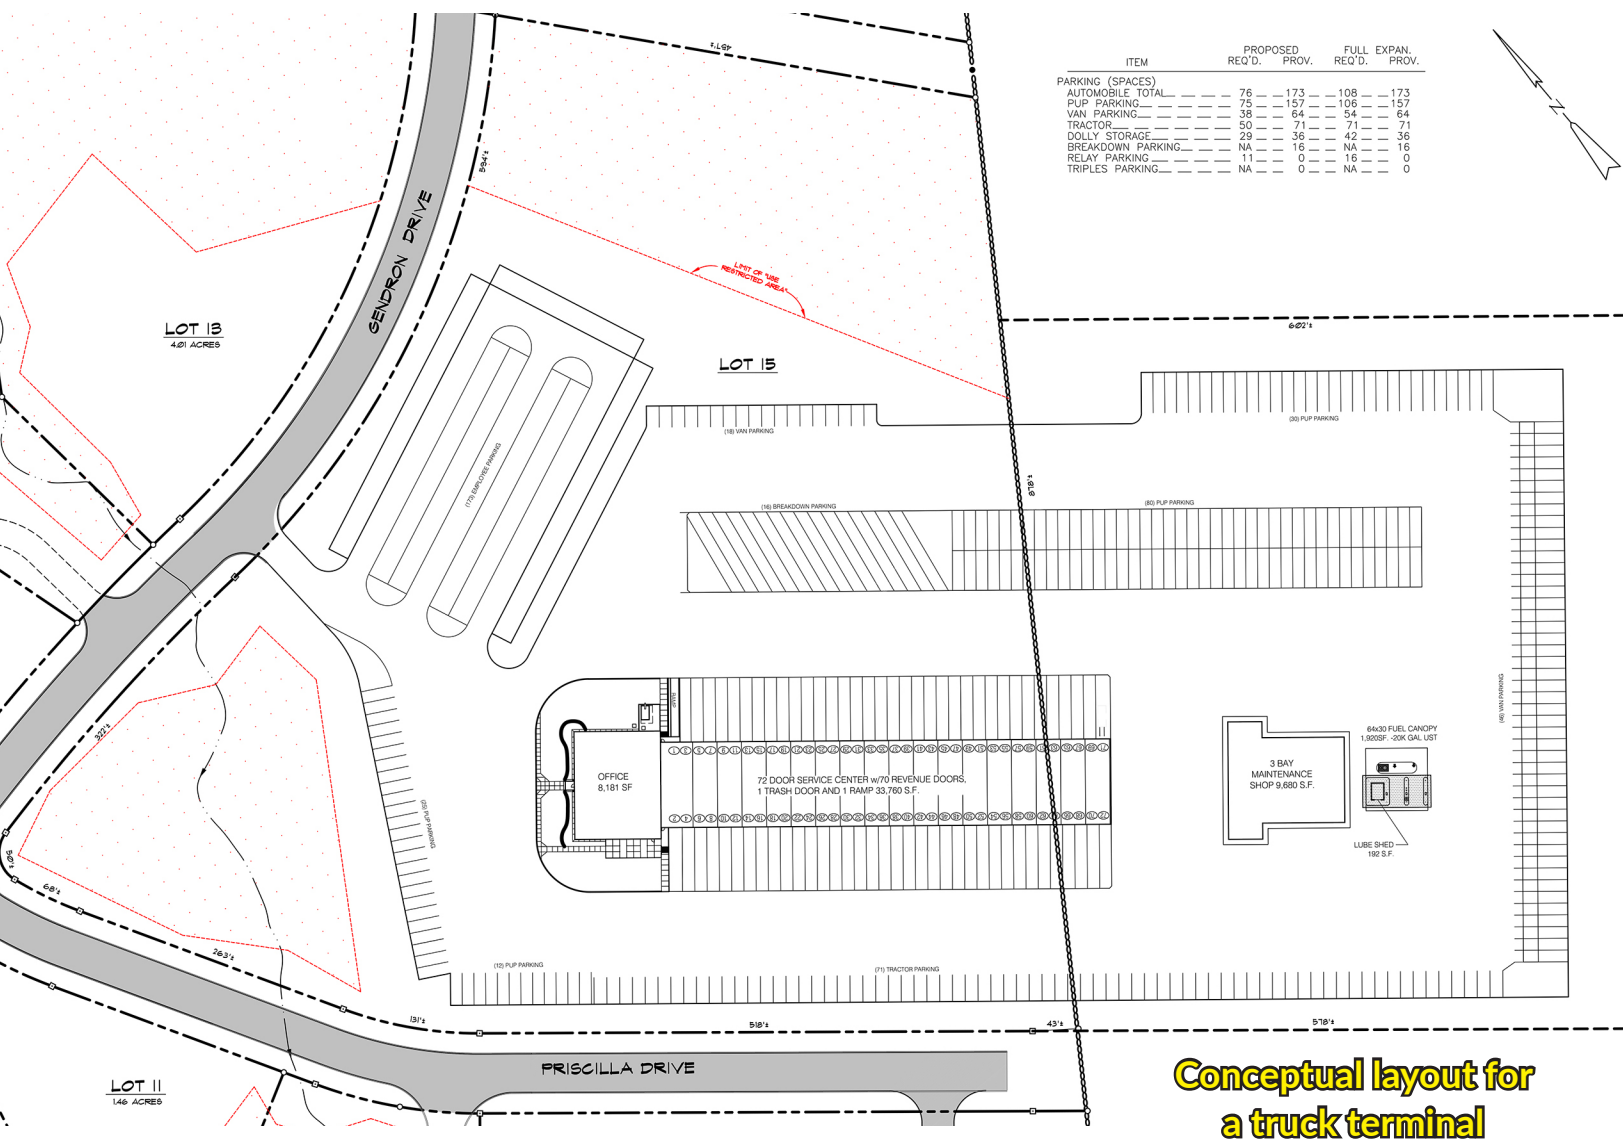 457'±
PROPOSED FULL EXPAN.
ITEM REQ'D. PROV. REQ'D. PROV.
PARKING (SPACES)
AUTOMOBILE TOTAL 76 173 108 173
PUP PARKING 75 157 106 157
VAN PARKING 38 64 54 64
TRACTOR 50 71 71 71
DOLLY STORAGE 29 36 42 36
BREAKDOWN PARKING NA 16 NA 16
RELAY PARKING 11 0 16 0
TRIPLES PARKING NA 0 NA 0
N
594'±
GENDRON DRIVE
LIMIT OF "USE
RESTRICTED AREA"
LOT 13
4.01 ACRES
602'±
LOT 15
(18) VAN PARKING
(30) PUP PARKING
(173) EMPLOYEE PARKING
878'±
(16) BREAKDOWN PARKING
(80) PUP PARKING
(46) VAN PARKING
RAMP
322'±
64x30 FUEL CANOPY
1,920SF. -20K GAL UST
OFFICE
8,181 SF
72 DOOR SERVICE CENTER w/70 REVENUE DOORS,
1 TRASH DOOR AND 1 RAMP 33,760 S.F.
3 BAY
MAINTENANCE
SHOP 9,680 S.F.
LUBE SHED
192 S.F.
68'±
263'±
(12) PUP PARKING
(71) TRACTOR PARKING
131'±
518'±
43'±
578'±
PRISCILLA DRIVE
LOT 11
1.46 ACRES
Conceptual layout for
a truck terminal